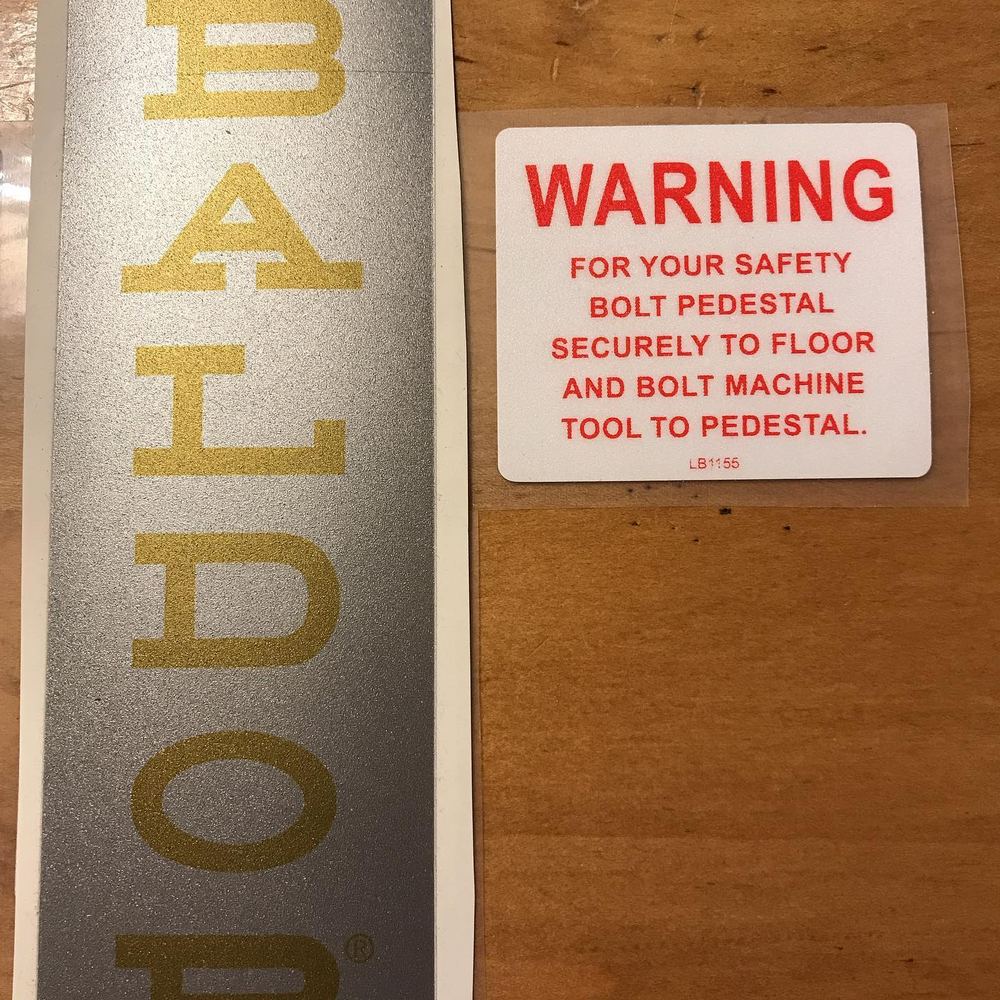 BALDOR®
WARNING
FOR YOUR SAFETY
BOLT PEDESTAL
SECURELY TO FLOOR
AND BOLT MACHINE
TOOL TO PEDESTAL.
LB1155